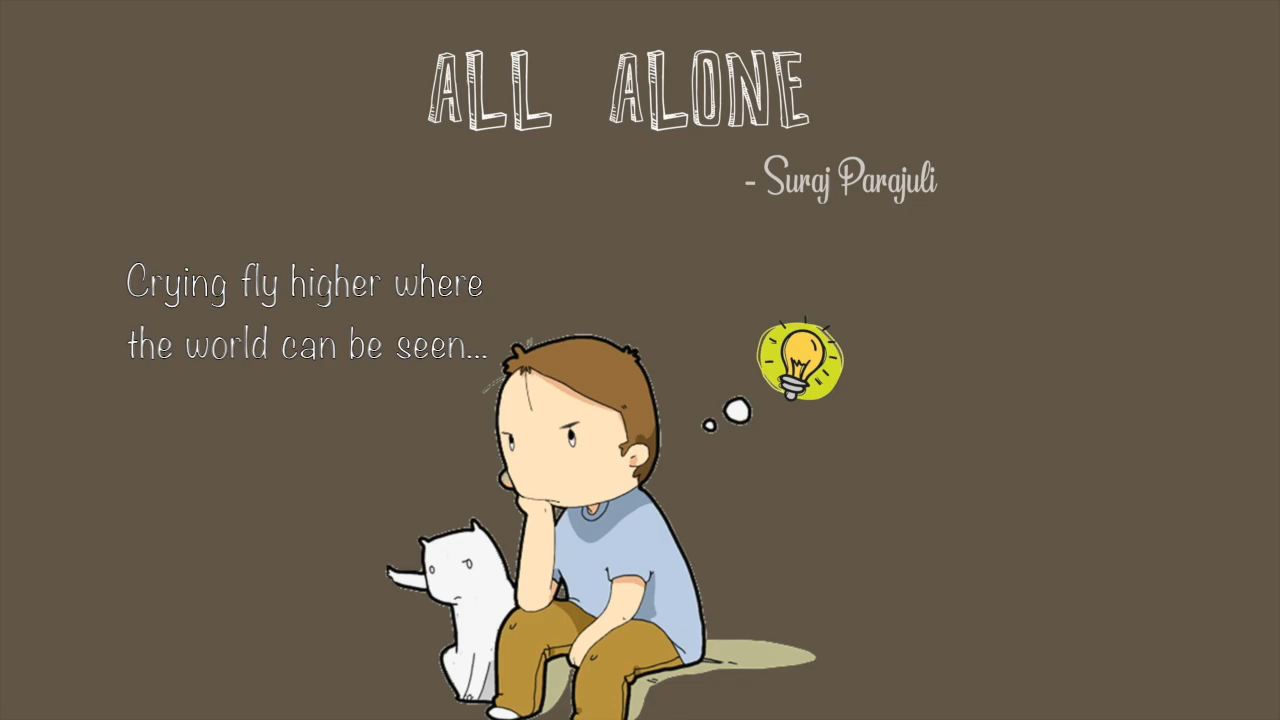 ALL ALONE
- Suraj Parajuli
Crying fly higher where
the world can be seen...